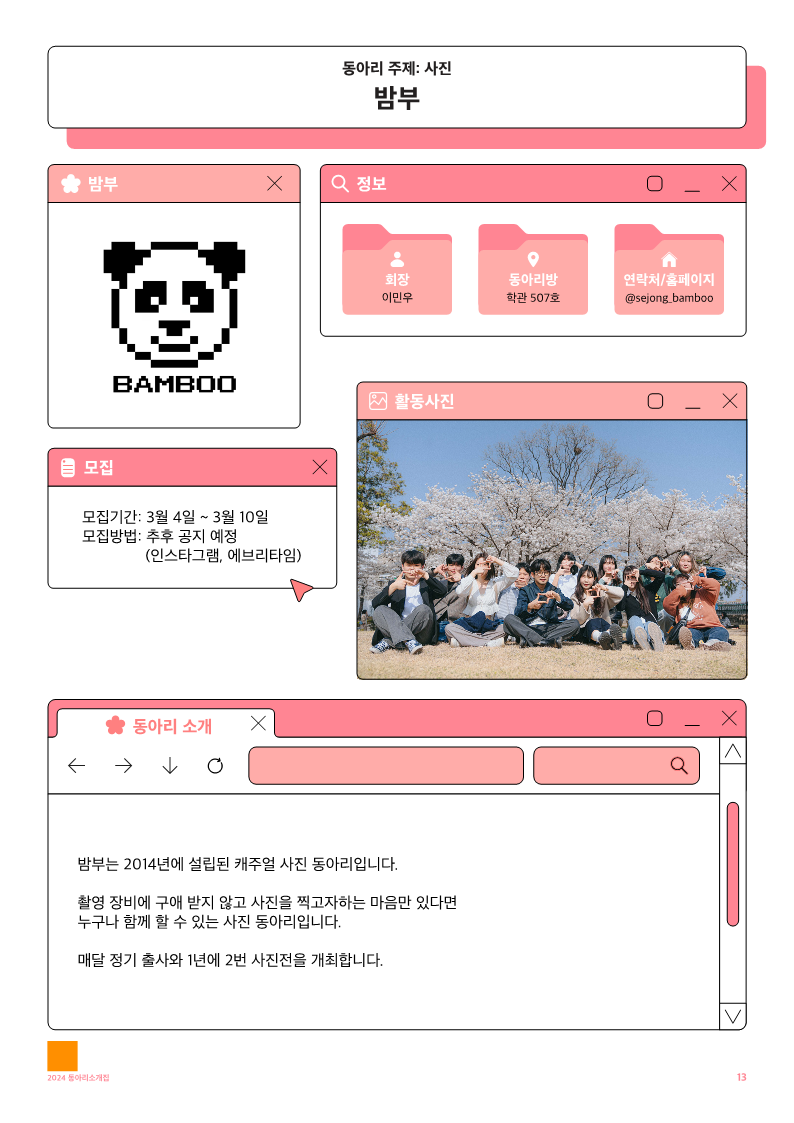 동아리 주제: 사진
밤부
밤부
BAMBOO
정보
회장
이민우
동아리방
학관 507호
연락처/홈페이지
@sejong_bamboo
모집
모집기간: 3월 4일 ~ 3월 10일
모집방법: 추후 공지 예정
(인스타그램, 에브리타임)
활동사진
동아리 소개
밤부는 2014년에 설립된 캐주얼 사진 동아리입니다.
촬영 장비에 구애 받지 않고 사진을 찍고자하는 마음만 있다면
누구나 함께 할 수 있는 사진 동아리입니다.
매달 정기 출사와 1년에 2번 사진전을 개최합니다.
2024 동아리소개집
13